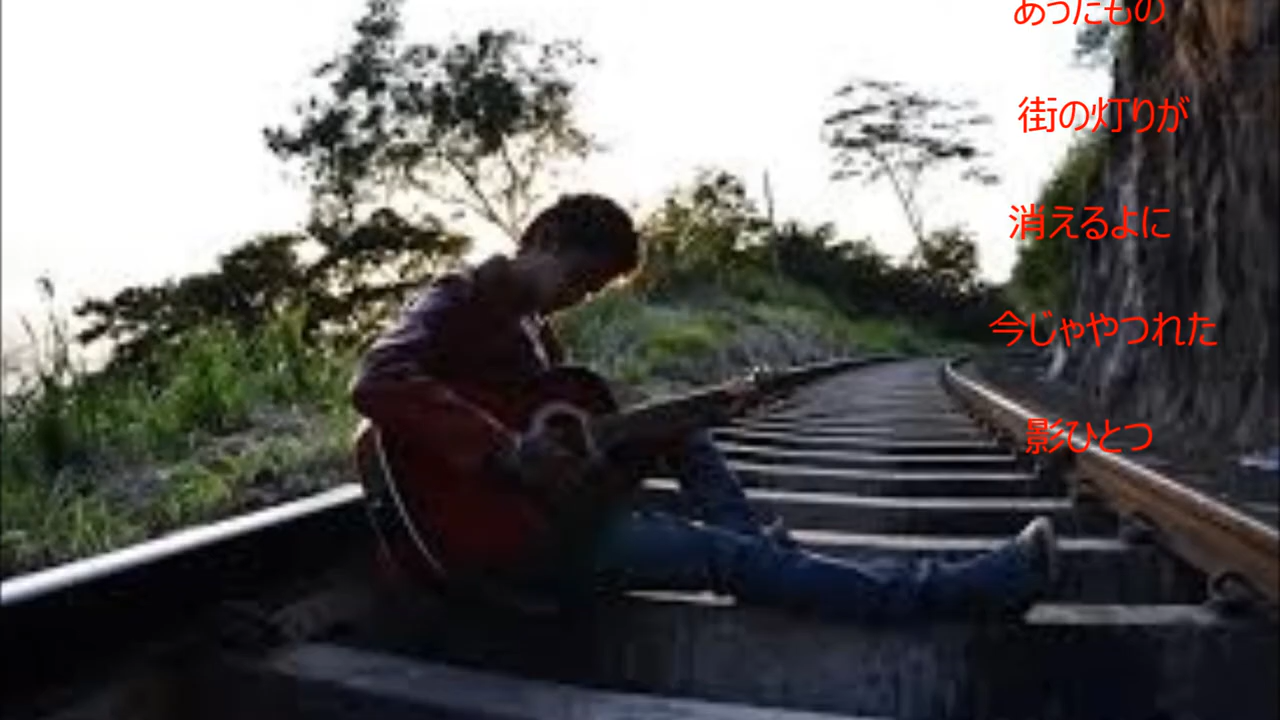 あったもの
街の灯りが
消えるよに
今じゃやつれた
影ひとつ